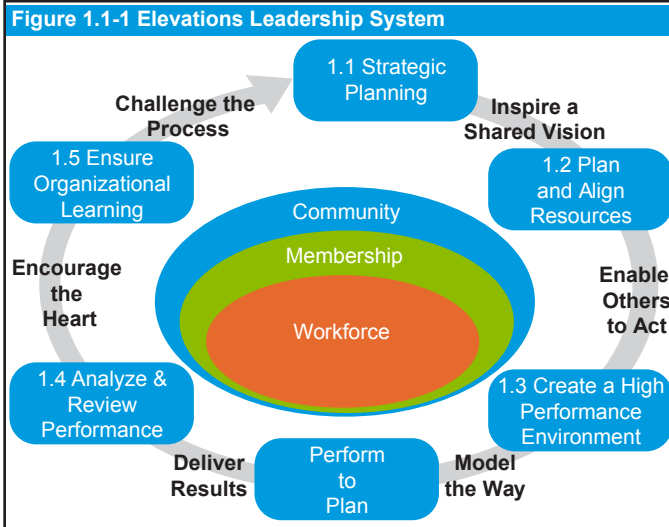 Figure 1.1-1 Elevations Leadership System
1.1 Strategic
Planning
Inspire a
Shared Vision
1.2 Plan
and Align
Resources
Enable
Others
to Act
1.3 Create a High
Performance
Environment
Model
the Way
Perform
to
Plan
Deliver
Results
1.4 Analyze &
Review
Performance
Encourage
the
Heart
1.5 Ensure
Organizational
Learning
Challenge the
Process
Community
Membership
Workforce